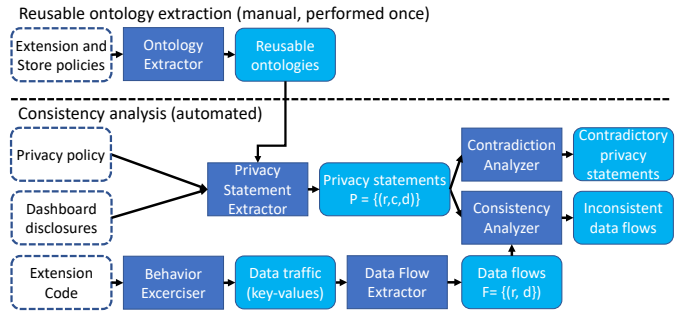 Reusable ontology extraction (manual, performed once)
Extension and
Store policies
Ontology
Extractor
Reusable
ontologies
Consistency analysis (automated)
Privacy policy
Dashboard
disclosures
Privacy
Statement
Extractor
Privacy statements
P = {(r,c,d)}
Contradiction
Analyzer
Contradictory
privacy
statements
Consistency
Analyzer
Inconsistent
data flows
Extension
Code
Behavior
Excerciser
Data traffic
(key-values)
Data Flow
Extractor
Data flows
F= {(r, d})